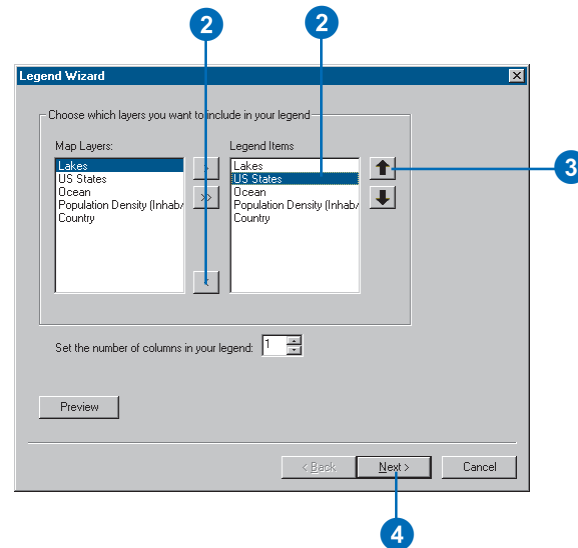 2 2
Legend Wizard
Choose which layers you want to include in your legend
Map Layers:
Lakes
US States
Ocean
Population Density (Inhab/
Country
>
>>
<
Legend Items
Lakes
US States
Ocean
Population Density (Inhab/
Country
3
Set the number of columns in your legend: 1
Preview
< Back Next > Cancel
4